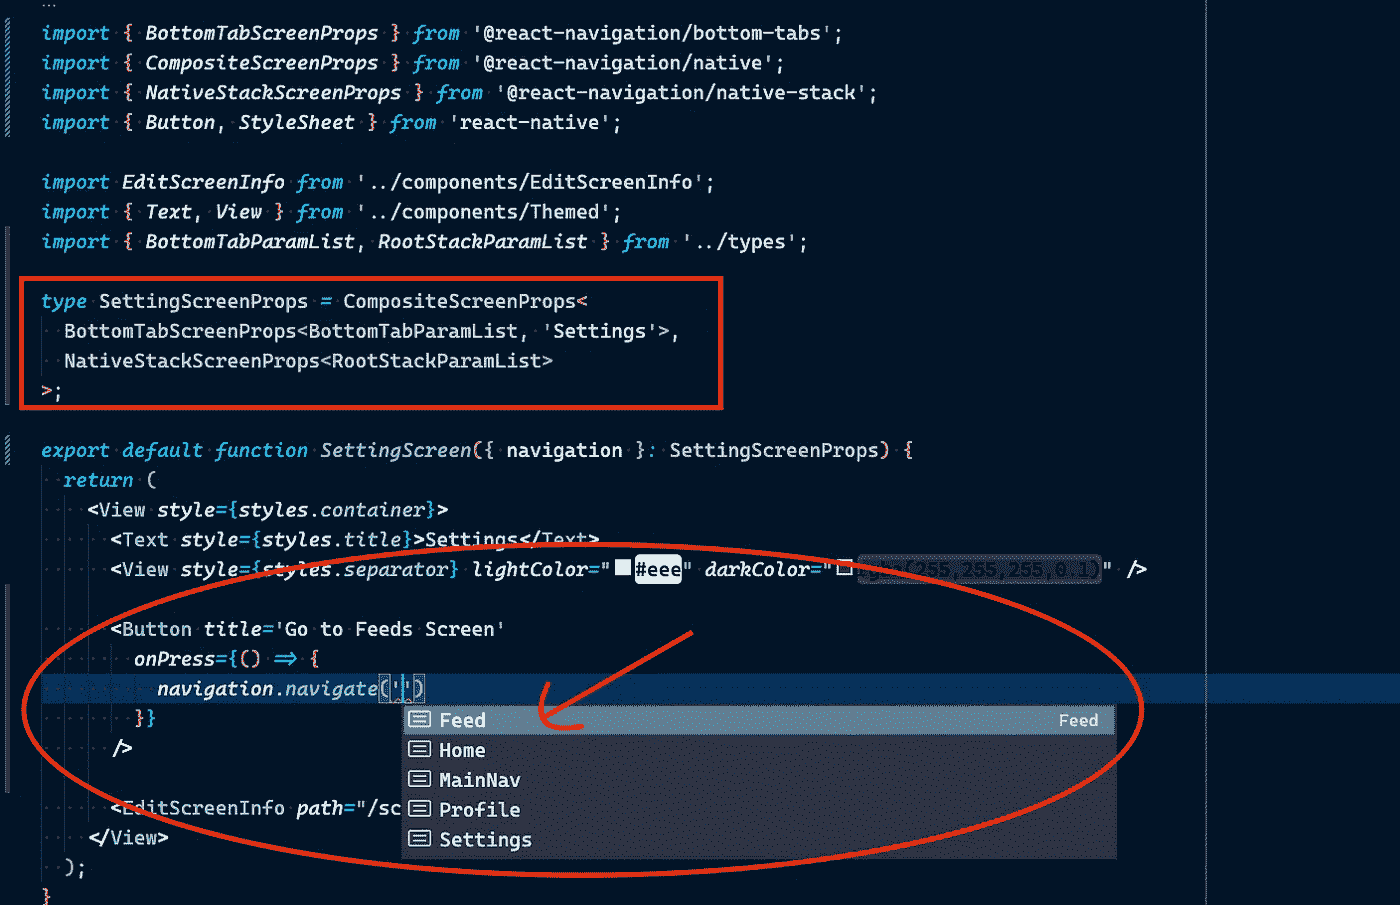 import { BottomTabScreenProps } from '@react-navigation/bottom-tabs';
import { CompositeScreenProps } from '@react-navigation/native';
import { NativeStackScreenProps } from '@react-navigation/native-stack';
import { Button, StyleSheet } from 'react-native';
import EditScreenInfo from '../components/EditScreenInfo';
import { Text, View } from '../components/Themed';
import { BottomTabParamList, RootStackParamList } from '../types';
type SettingScreenProps = CompositeScreenProps<
BottomTabScreenProps<BottomTabParamList, 'Settings'>,
NativeStackScreenProps<RootStackParamList>
>;
export default function SettingScreen({ navigation }: SettingScreenProps) {
return (
<View style={styles.container}>
<Text style={styles.title}>Settings</Text>
<View style={styles.separator} lightColor="#eee" darkColor="rgba(255,255,255,0.1)" />
<Button title='Go to Feeds Screen'
onPress={() => {
navigation.navigate('')
}}
/>
<EditScreenInfo path="/sc
</View>
);
}
Feed Feed
Home
MainNav
Profile
Settings